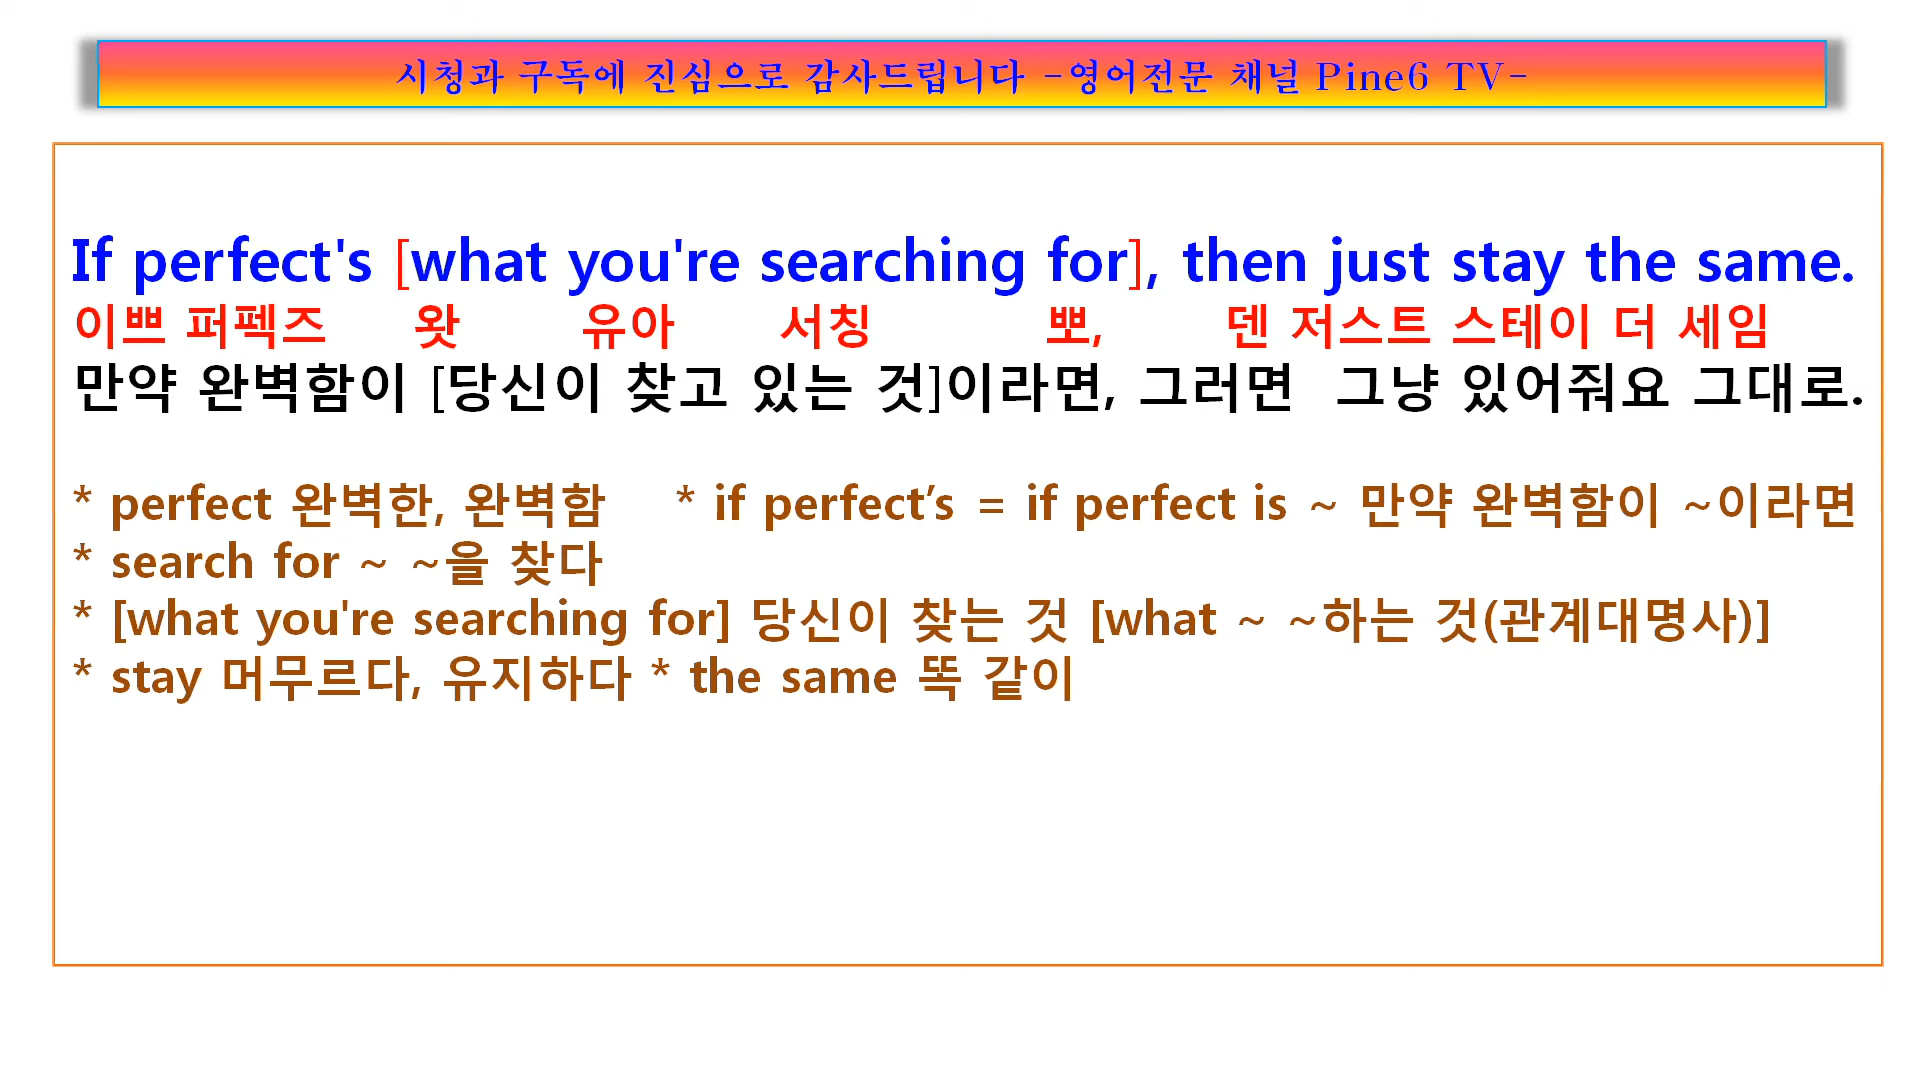 시청과 구독에 진심으로 감사드립니다 -영어전문 채널 Pine6 TV-
If perfect's [what you're searching for], then just stay the same.
이쁘 퍼펙즈 왓 유아 서칭 뽀, 덴 저스트 스테이 더 세임
만약 완벽함이 [당신이 찾고 있는 것]이라면, 그러면 그냥 있어줘요 그대로.
* perfect 완벽한, 완벽함 * if perfect’s = if perfect is ~ 만약 완벽함이 ~이라면
* search for ~ ~을 찾다
* [what you're searching for] 당신이 찾는 것 [what ~ ~하는 것(관계대명사)]
* stay 머무르다, 유지하다 * the same 똑 같이